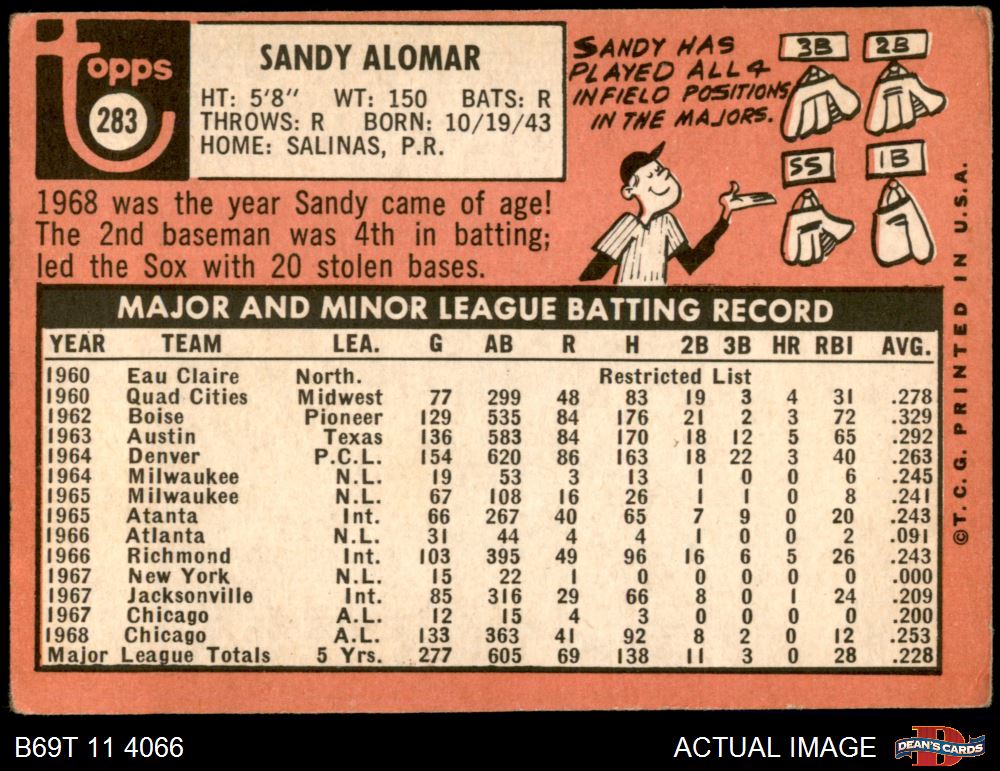 Topps
283
SANDY ALOMAR
HT: 5'8" WT: 150 BATS: R
THROWS: R BORN: 10/19/43
HOME: SALINAS, P.R.
SANDY HAS
PLAYED ALL 4
INFIELD POSITIONS
IN THE MAJORS.
3B 2B
SS 1B
1968 was the year Sandy came of age!
The 2nd baseman was 4th in batting;
led the Sox with 20 stolen bases.
MAJOR AND MINOR LEAGUE BATTING RECORD
YEAR TEAM LEA. G AB R H 2B 3B HR RBI AVG.
1960 Eau Claire North. Restricted List
1960 Quad Cities Midwest 77 299 48 83 19 3 4 31 .278
1962 Boise Pioneer 129 535 84 176 21 2 3 72 .329
1963 Austin Texas 136 583 84 170 18 12 5 65 .292
1964 Denver P.C.L. 154 620 86 163 18 22 3 40 .263
1964 Milwaukee N.L. 19 53 3 13 1 0 0 6 .245
1965 Milwaukee N.L. 67 108 16 26 1 1 0 8 .241
1965 Atanta Int. 66 267 40 65 7 9 0 20 .243
1966 Atlanta N.L. 31 44 4 4 1 0 0 2 .091
1966 Richmond Int. 103 395 49 96 16 6 5 26 .243
1967 New York N.L. 15 22 1 0 0 0 0 0 .000
1967 Jacksonville Int. 85 316 29 66 8 0 1 24 .209
1967 Chicago A.L. 12 15 4 3 0 0 0 0 .200
1968 Chicago A.L. 133 363 41 92 8 2 0 12 .253
Major League Totals 5 Yrs. 277 605 69 138 11 3 0 28 .228
©T.C.G. PRINTED IN U.S.A.
B69T 11 4066
ACTUAL IMAGE
D
DEAN'S CARDS